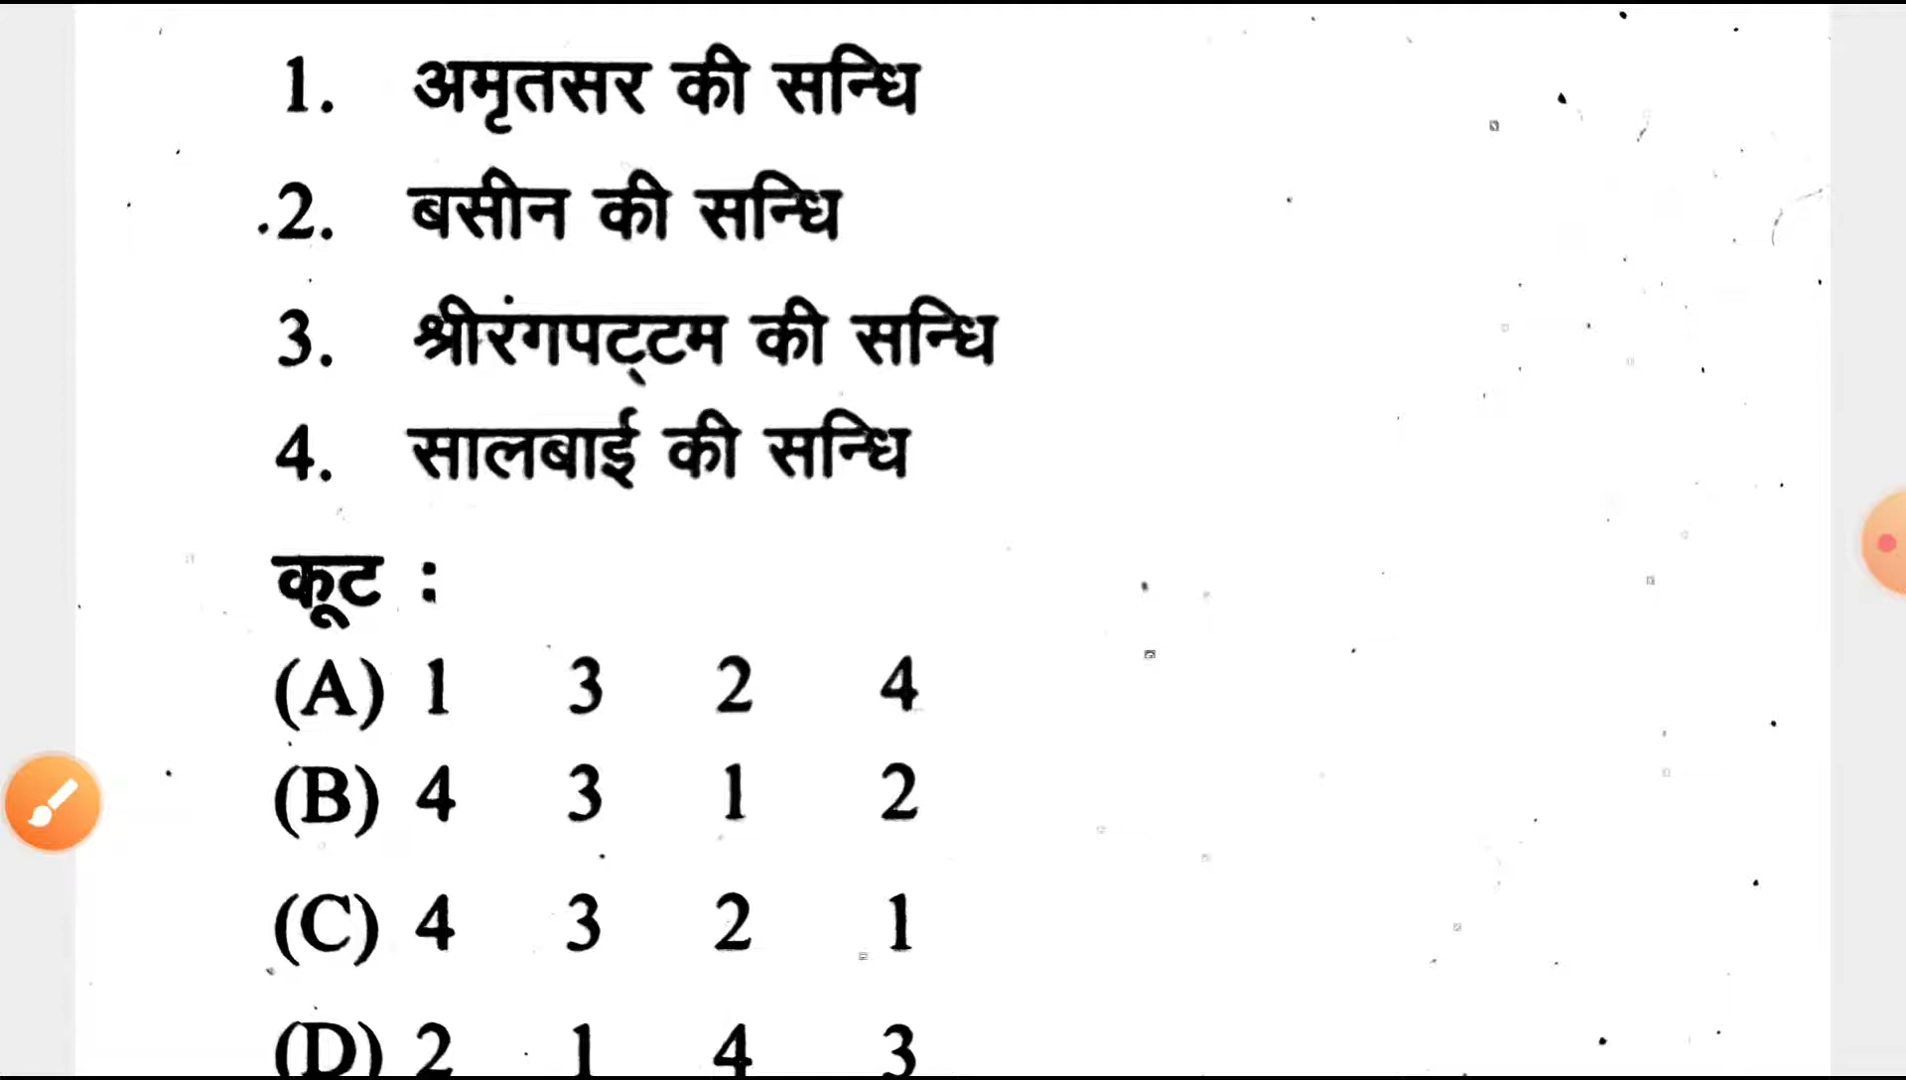 1. अमृतसर की सन्धि
2. बसीन की सन्धि
3. श्रीरंगपट्टम की सन्धि
4. सालबाई की सन्धि
कूट :
(A) 1 3 2 4
(B) 4 3 1 2
(C) 4 3 2 1
(D) 2 1 4 3